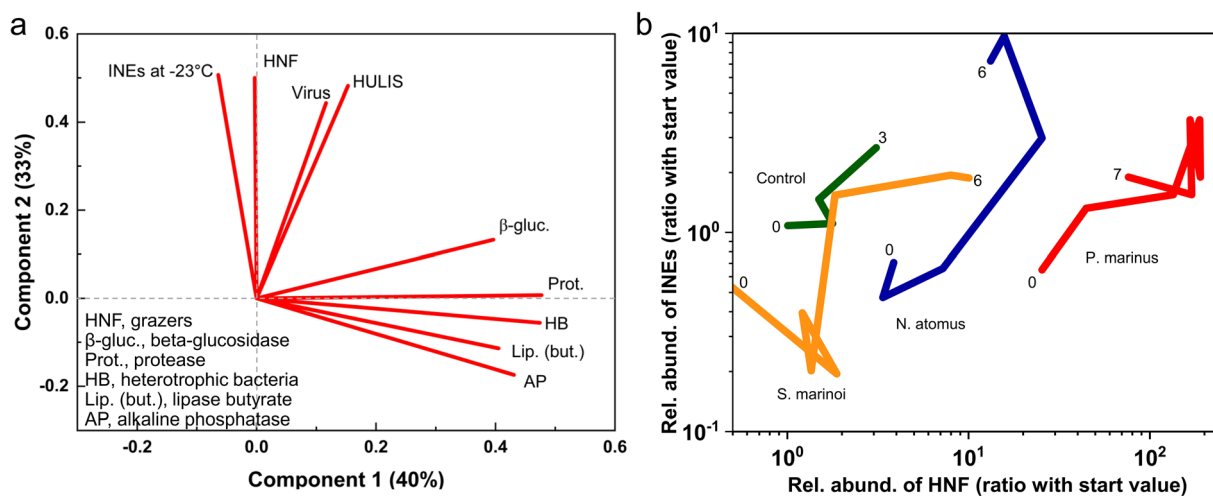 a
0.6
0.4
0.2
0.0
-0.2
-0.2
0.0
0.2
0.4
0.6
Component 2 (33%)
Component 1 (40%)
INEs at -23°C
HNF
Virus
HULIS
β-gluc.
Prot.
HB
Lip. (but.)
AP
HNF, grazers
β-gluc., beta-glucosidase
Prot., protease
HB, heterotrophic bacteria
Lip. (but.), lipase butyrate
AP, alkaline phosphatase
b
10¹
10⁰
10⁻¹
10⁰
10¹
10²
Rel. abund. of INEs (ratio with start value)
Rel. abund. of HNF (ratio with start value)
Control
0
3
0
6
S. marinoi
0
6
N. atomus
0
7
P. marinus